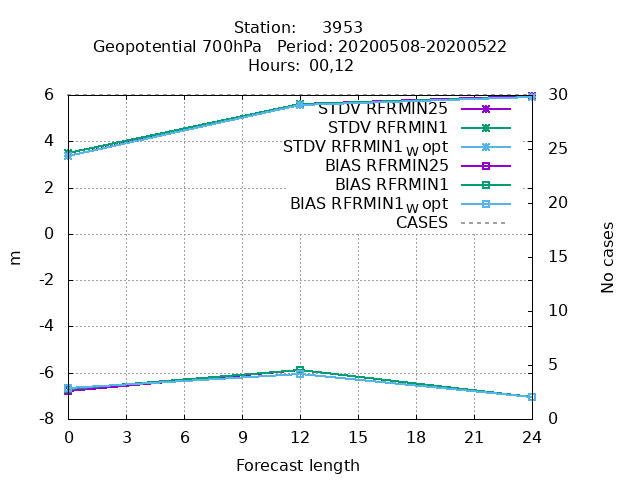 Station: 3953
Geopotential 700hPa Period: 20200508-20200522
Hours: 00,12
6 30
STDV RFRMIN25
STDV RFRMIN1
4 25
STDV RFRMIN1w opt
BIAS RFRMIN25
2 BIAS RFRMIN1
20
BIAS RFRMIN1w opt
CASES
0
15
-2
10
-4
5
-6
-8 0
m
No cases
0 3 6 9 12 15 18 21 24
Forecast length